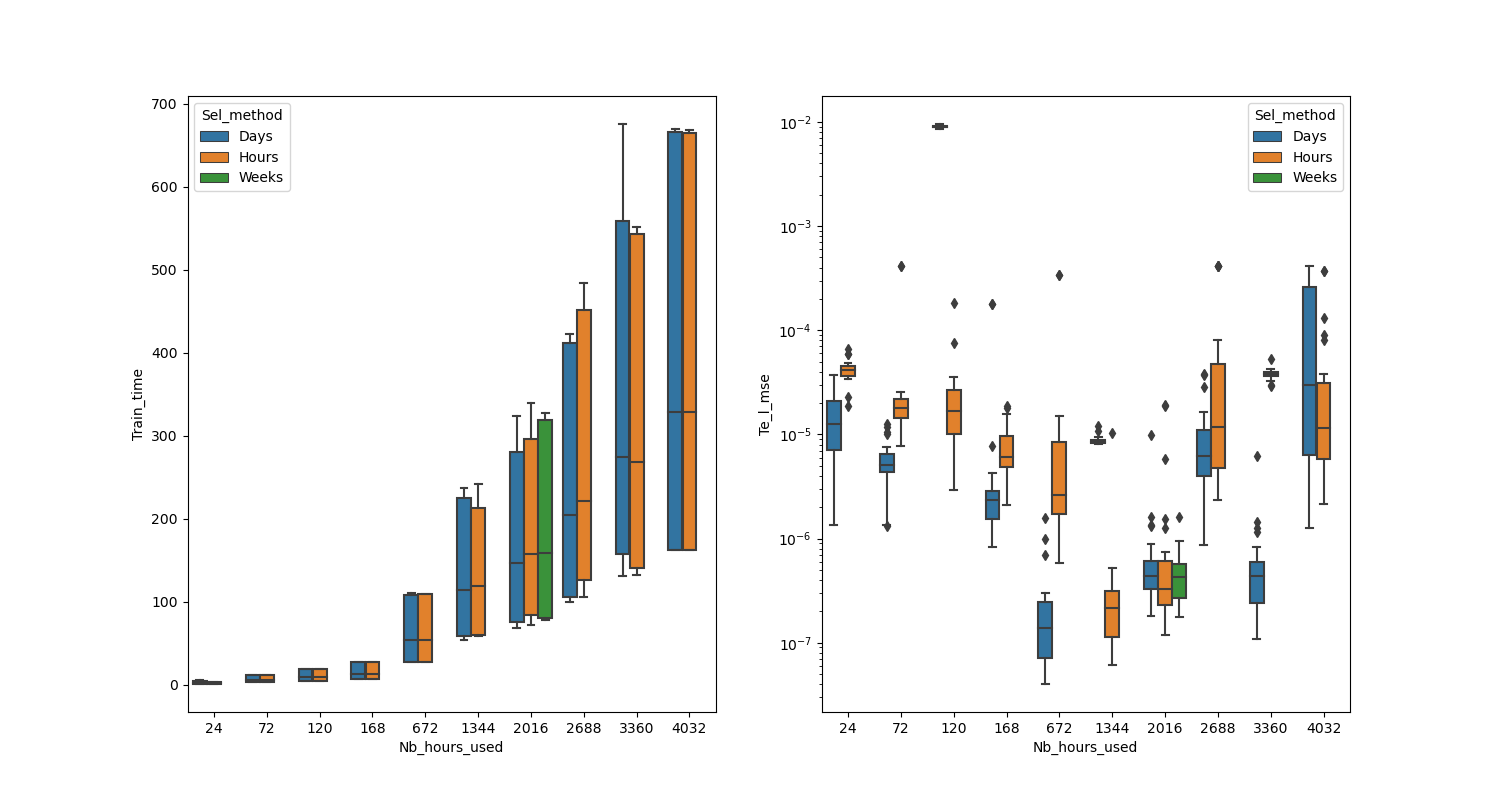 700
600
500
400
300
200
100
0
Train_time
Sel_method
Days
Hours
Weeks
24 72 120 168 672 1344 2016 2688 3360 4032
Nb_hours_used
10⁻²
10⁻³
10⁻⁴
10⁻⁵
10⁻⁶
10⁻⁷
Te_l_mse
Sel_method
Days
Hours
Weeks
24 72 120 168 672 1344 2016 2688 3360 4032
Nb_hours_used